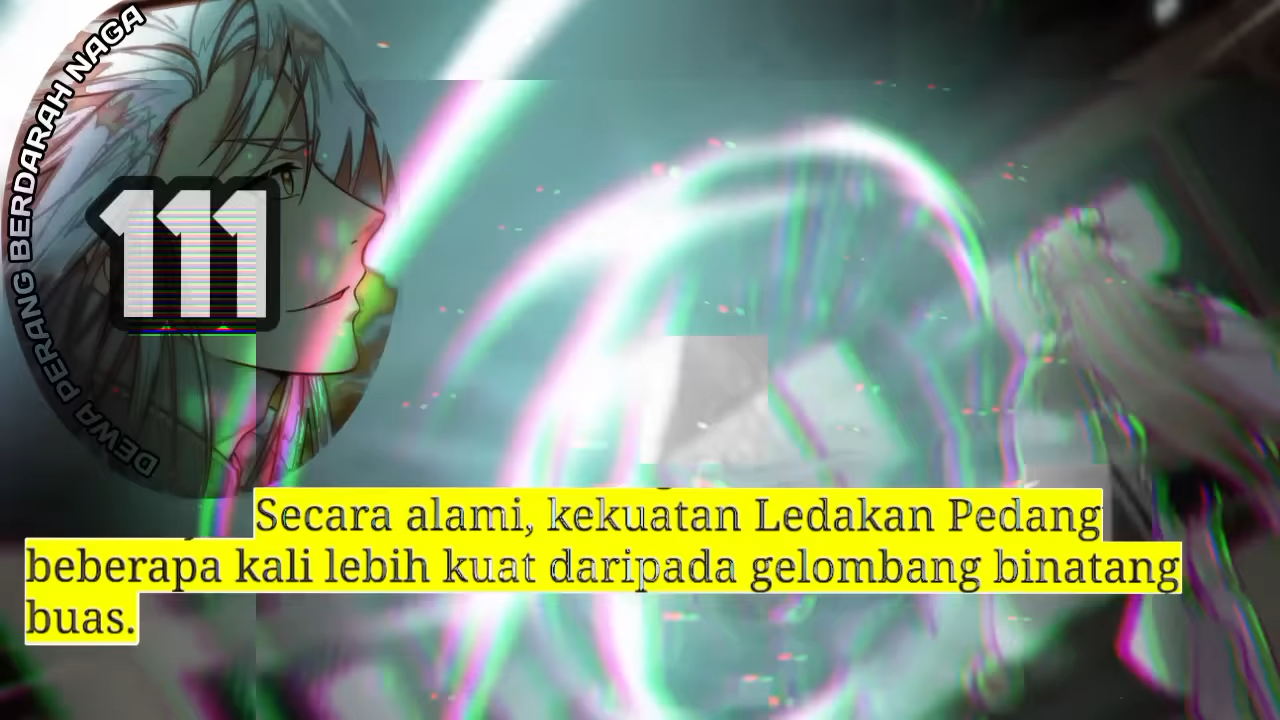 DEWA PERANG BERDARAH NAGA
111
Secara alami, kekuatan Ledakan Pedang
beberapa kali lebih kuat daripada gelombang binatang
buas.